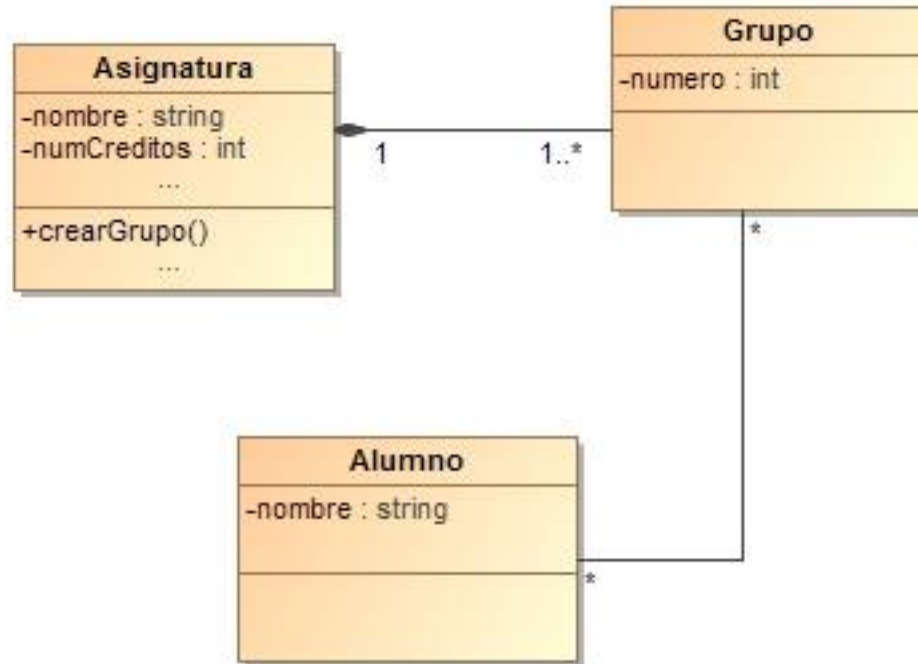 Asignatura
-nombre : string
-numCreditos : int
...
+crearGrupo()
...
1
1..*
Grupo
-numero : int
*
Alumno
-nombre : string
*